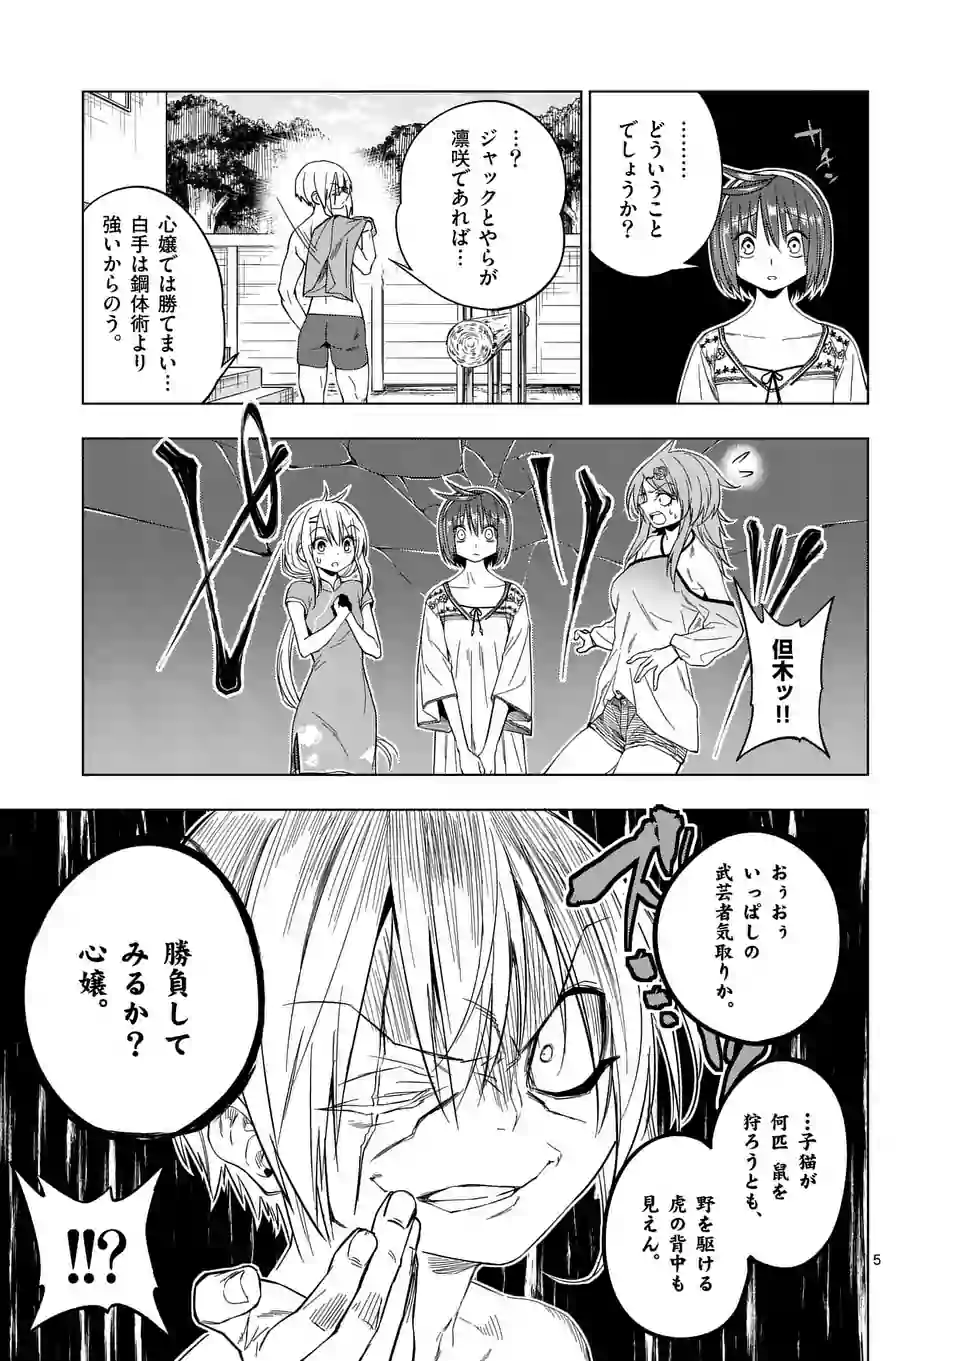 カチン
………
どういうこと
でしょうか？
…？
ジャックとやらが
凛咲であれば…
心嬢では勝てまい…
白手は鋼体術より
強いからのう。
ピシィ
但木ッ!!
おぅおぅ
いっぱしの
武芸者気取りか。
…子猫が
何匹 鼠を
狩ろうとも、
野を駆ける
虎の背中も
見えん。
勝負して
みるか？
心嬢。
!!?
5